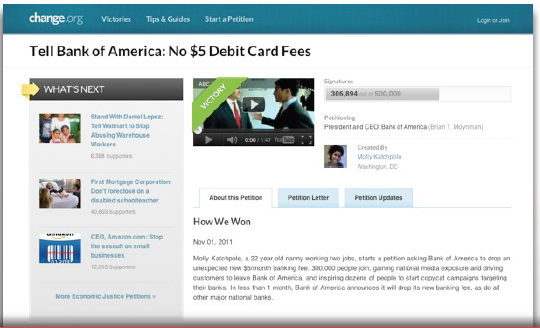 change.org Victories Tips & Guides Start a Petition Login or Join
Tell Bank of America: No $5 Debit Card Fees
WHAT'S NEXT
Stand With Daniel Lopez:
Tell Walmart to Stop
Abusing Warehouse
Workers
Supporters
First Mortgage Corporation:
Don't foreclose on a
disabled schoolteacher
Supporters
CEO, Amazon.com: Stop
the assault on small
businesses
Supporters
More Economic Justice Petitions »
ABC
VICTORY
0:00 / 1:47 YouTube
Signatures
306,894 out of 500,000
Petitioning
President and CEO, Bank of America (Brian T. Moynihan)
Created By
Molly Katchpole
Washington, DC
About this Petition Petition Letter Petition Updates
How We Won
Nov 01, 2011
Molly Katchpole, a 22 year old nanny working two jobs, starts a petition asking Bank of America to drop an
unexpected new $5/month banking fee. 300,000 people join, gaining national media exposure and driving
customers to leave Bank of America, and inspiring dozens of people to start copycat campaigns targeting
their banks. In less than 1 month, Bank of America announces it will drop its new banking fee, as do all
other major national banks.